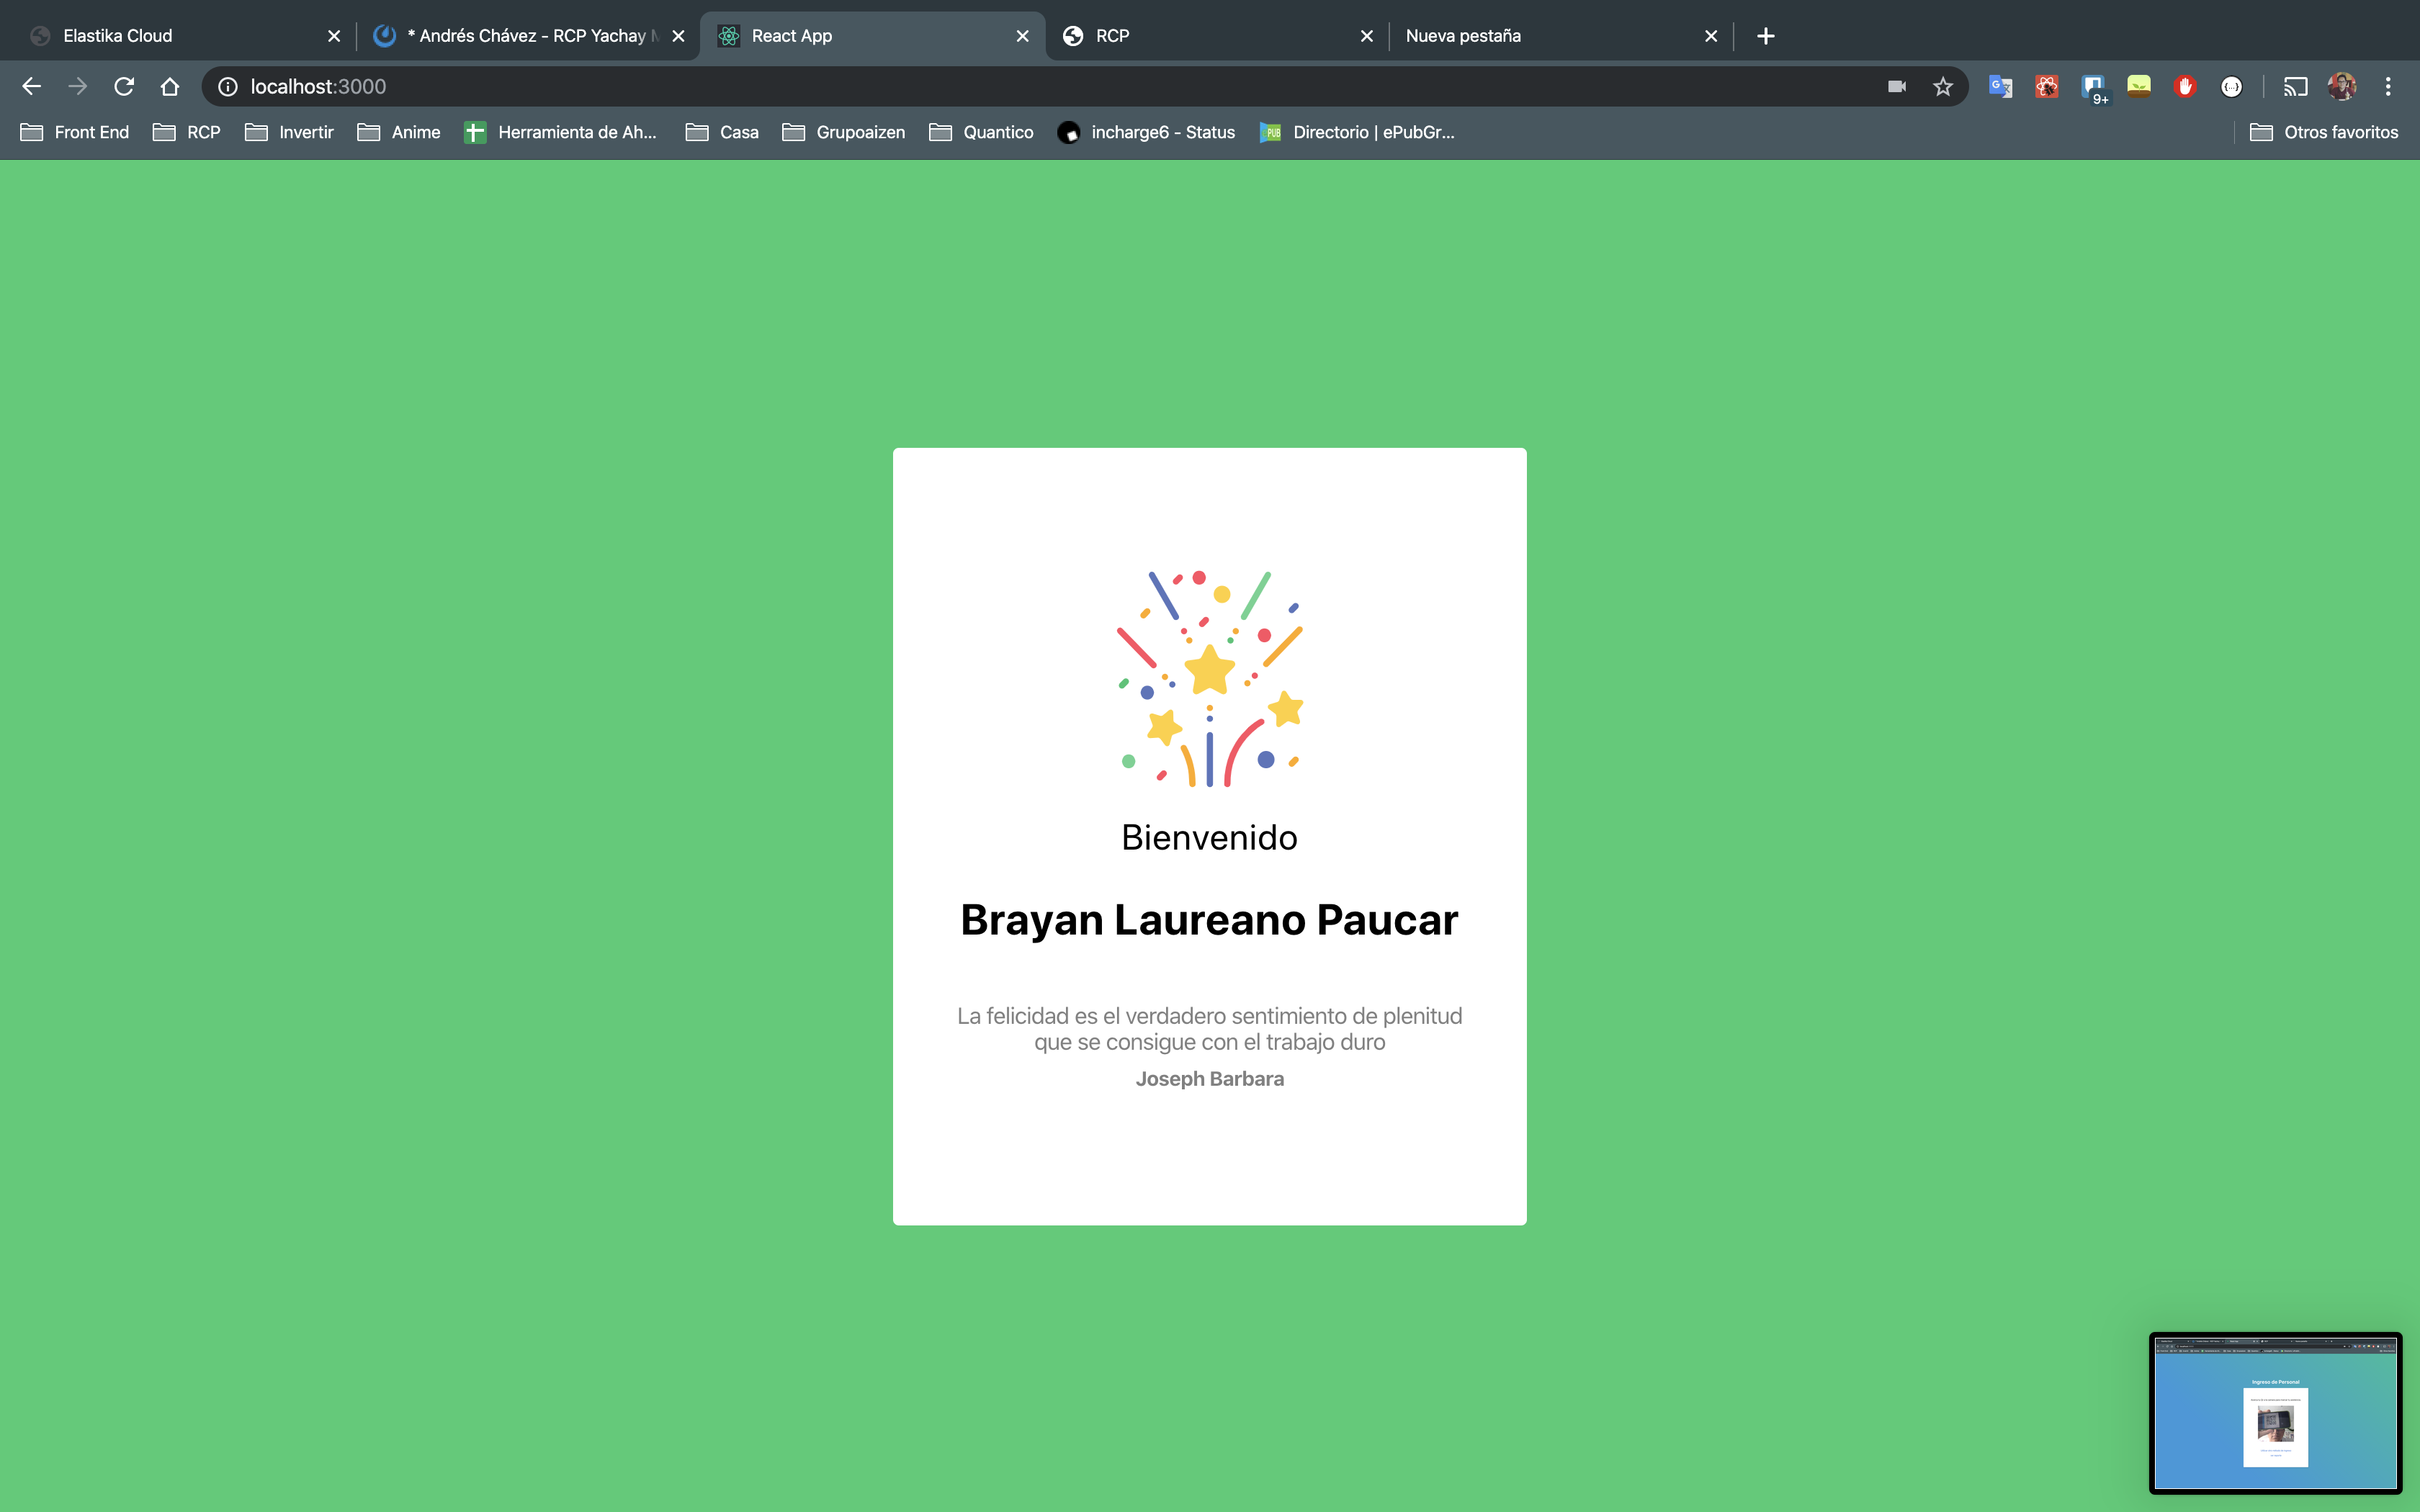 Elastika Cloud
* Andrés Chávez - RCP Yachay
React App
RCP
Nueva pestaña
localhost:3000
9+
Front End
RCP
Invertir
Anime
Herramienta de Ah...
Casa
Grupoaizen
Quantico
incharge6 - Status
PUB
Directorio | ePubGr...
Otros favoritos
Bienvenido
Brayan Laureano Paucar
La felicidad es el verdadero sentimiento de plenitud
que se consigue con el trabajo duro
Joseph Barbara
Ingreso de Personal